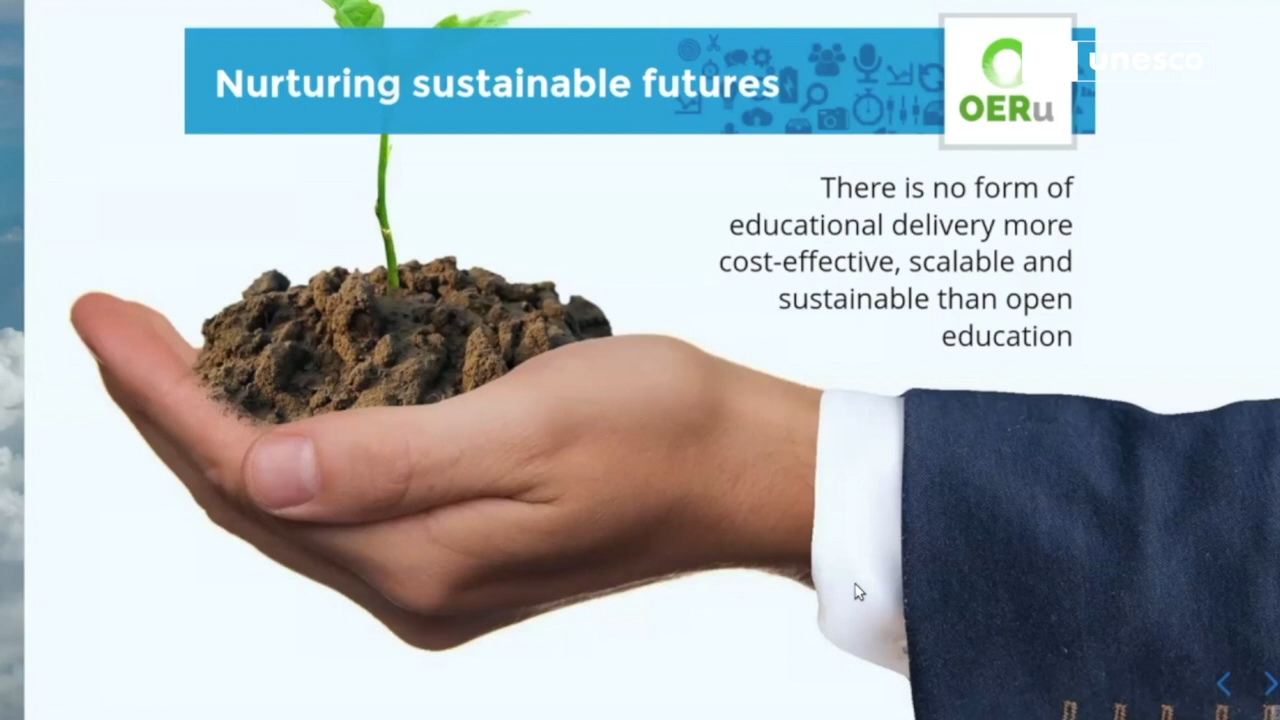 Nurturing sustainable futures
OERu
unesco
There is no form of
educational delivery more
cost-effective, scalable and
sustainable than open
education